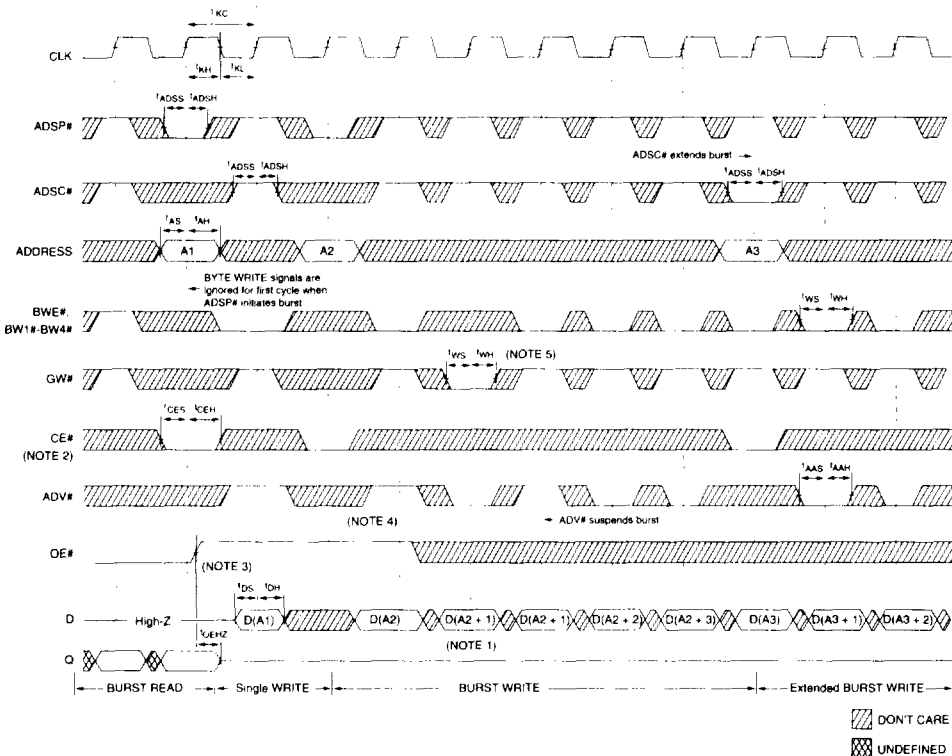 tKC
CLK
tKH tKL
tADSS tADSH
ADSP#
ADSC# extends burst
tADSS tADSH tADSS tADSH
ADSC#
tAS tAH
ADDRESS A1 A2 A3
BYTE WRITE signals are
ignored for first cycle when
ADSP# initiates burst
BWE#,
BW1#-BW4#
tWS tWH
tWS tWH (NOTE 5)
GW#
tCES tCEH
CE#
(NOTE 2)
tAAS tAAH
ADV#
(NOTE 4) ADV# suspends burst
OE#
(NOTE 3)
tDS tDH
D High-Z D(A1) D(A2) D(A2 + 1) D(A2 + 1) D(A2 + 2) D(A2 + 3) D(A3) D(A3 + 1) D(A3 + 2)
tOEHZ (NOTE 1)
Q
BURST READ Single WRITE BURST WRITE Extended BURST WRITE
DON'T CARE
UNDEFINED